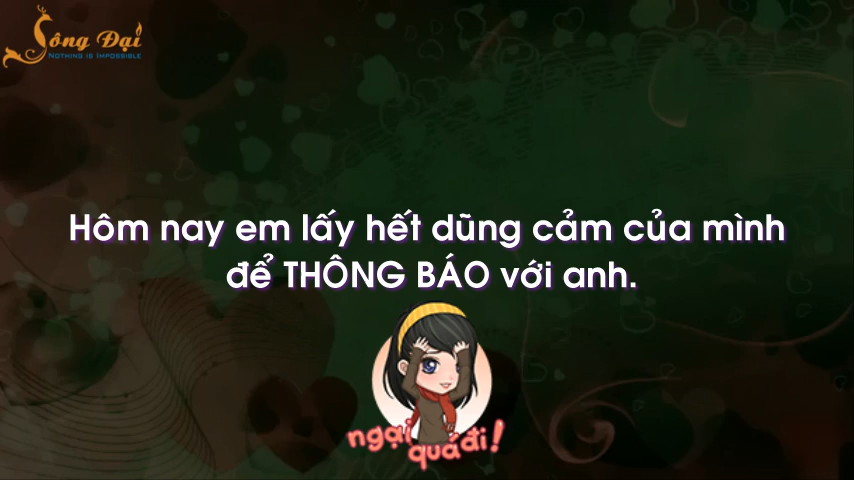 Sông Đại
NOTHING IS IMPOSSIBLE
Hôm nay em lấy hết dũng cảm của mình
để THÔNG BÁO với anh.
ngại
quá đi!